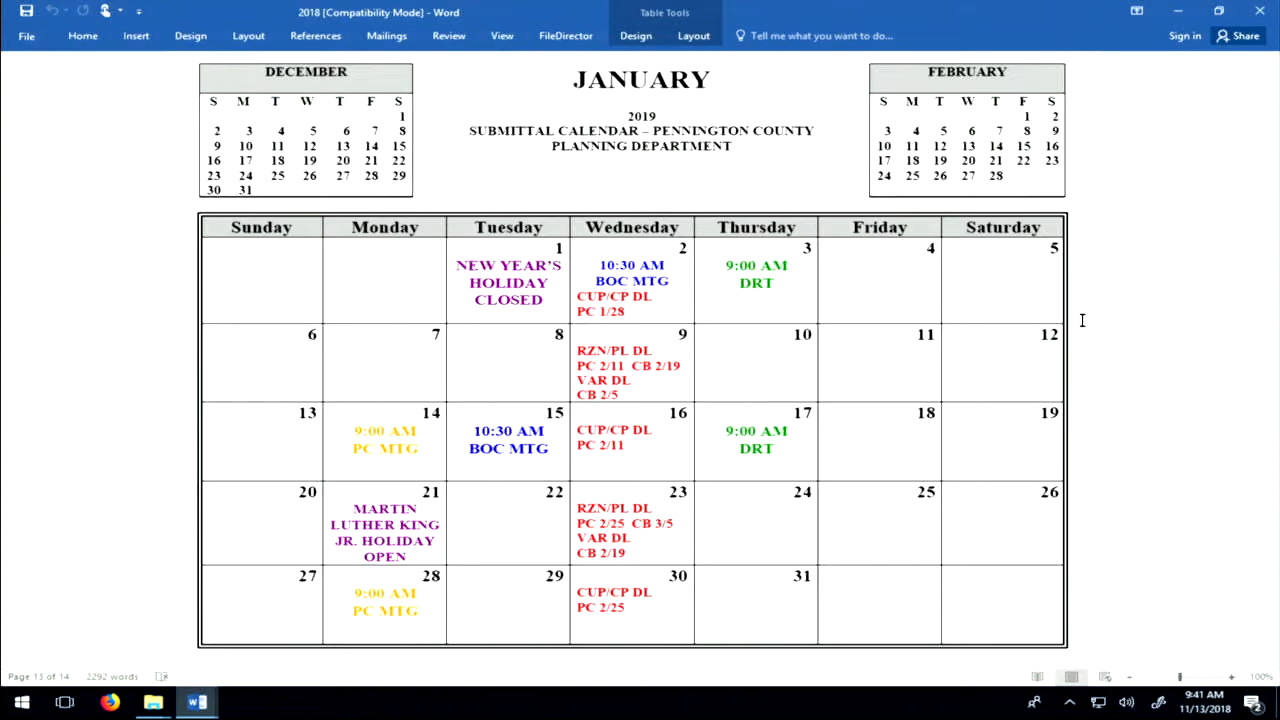 2018 [Compatibility Mode] - Word
Table Tools
File Home Insert Design Layout References Mailings Review View FileDirector Design Layout Tell me what you want to do... Sign in Share
DECEMBER
S M T W T F S
1
2 3 4 5 6 7 8
9 10 11 12 13 14 15
16 17 18 19 20 21 22
23 24 25 26 27 28 29
30 31
JANUARY
2019
SUBMITTAL CALENDAR – PENNINGTON COUNTY
PLANNING DEPARTMENT
FEBRUARY
S M T W T F S
1 2
3 4 5 6 7 8 9
10 11 12 13 14 15 16
17 18 19 20 21 22 23
24 25 26 27 28
Sunday Monday Tuesday Wednesday Thursday Friday Saturday
1
NEW YEAR'S
HOLIDAY
CLOSED
2
10:30 AM
BOC MTG
CUP/CP DL
PC 1/28
3
9:00 AM
DRT
4
5
6
7
8
9
RZN/PL DL
PC 2/11 CB 2/19
VAR DL
CB 2/5
10
11
12
13
14
9:00 AM
PC MTG
15
10:30 AM
BOC MTG
16
CUP/CP DL
PC 2/11
17
9:00 AM
DRT
18
19
20
21
MARTIN
LUTHER KING
JR. HOLIDAY
OPEN
22
23
RZN/PL DL
PC 2/25 CB 3/5
VAR DL
CB 2/19
24
25
26
27
28
9:00 AM
PC MTG
29
30
CUP/CP DL
PC 2/25
31
Page 13 of 14 2292 words
100%
9:41 AM
11/13/2018
2